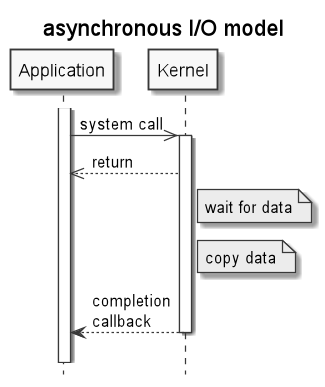 asynchronous I/O model
Application
Kernel
system call
return
wait for data
copy data
completion
callback